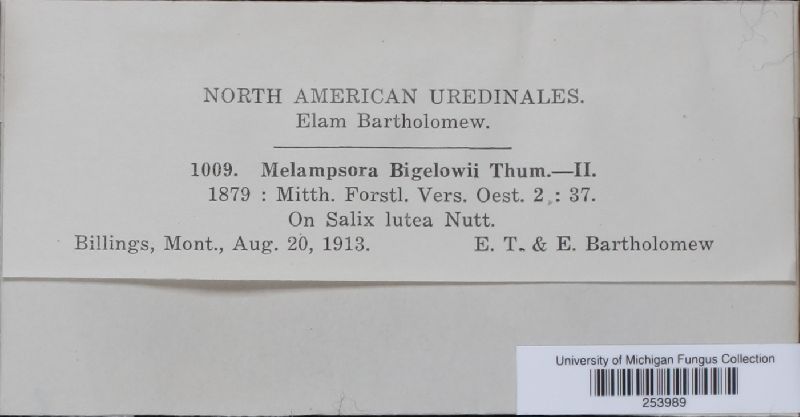 NORTH AMERICAN UREDINALES.
Elam Bartholomew.
1009. Melampsora Bigelowii Thum.—II.
1879 : Mitth. Forstl. Vers. Oest. 2 : 37.
On Salix lutea Nutt.
Billings, Mont., Aug. 20, 1913. E. T. & E. Bartholomew
University of Michigan Fungus Collection
253989